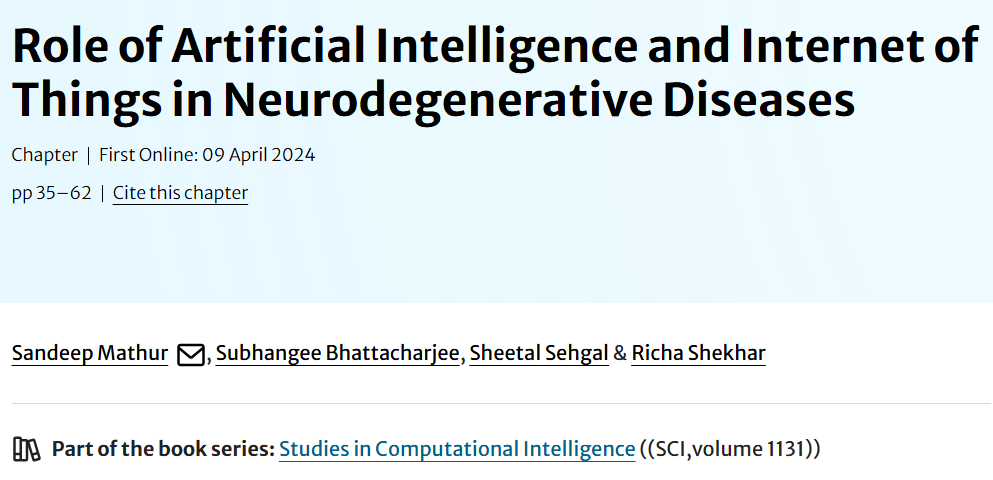 Role of Artificial Intelligence and Internet of
Things in Neurodegenerative Diseases
Chapter | First Online: 09 April 2024
pp 35–62 | Cite this chapter
Sandeep Mathur , Subhangee Bhattacharjee, Sheetal Sehgal & Richa Shekhar
Part of the book series: Studies in Computational Intelligence ((SCI,volume 1131))